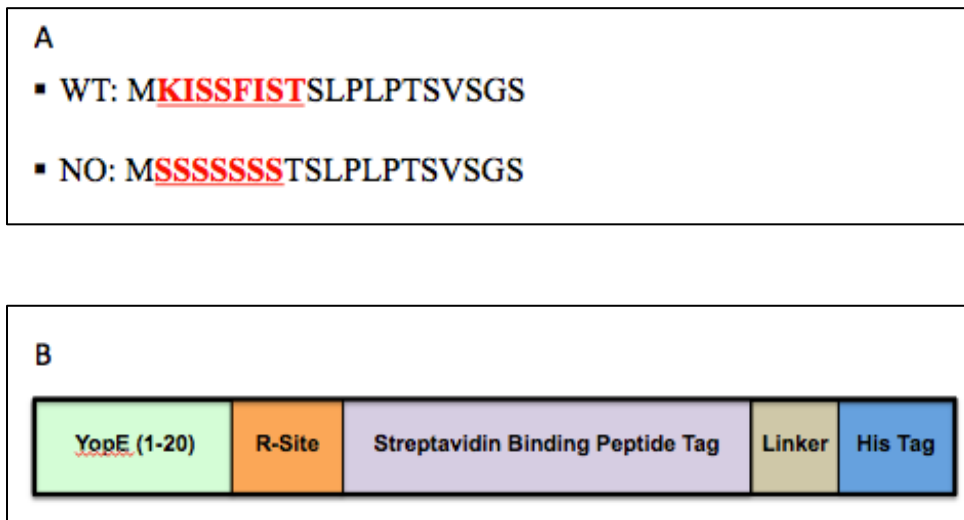 A
▪ WT: MKISSFISTSLPLPTSVSGS
▪ NO: MSSSSSSSTSLPLPTSVSGS
B
YopE (1-20) R-Site Streptavidin Binding Peptide Tag Linker His Tag